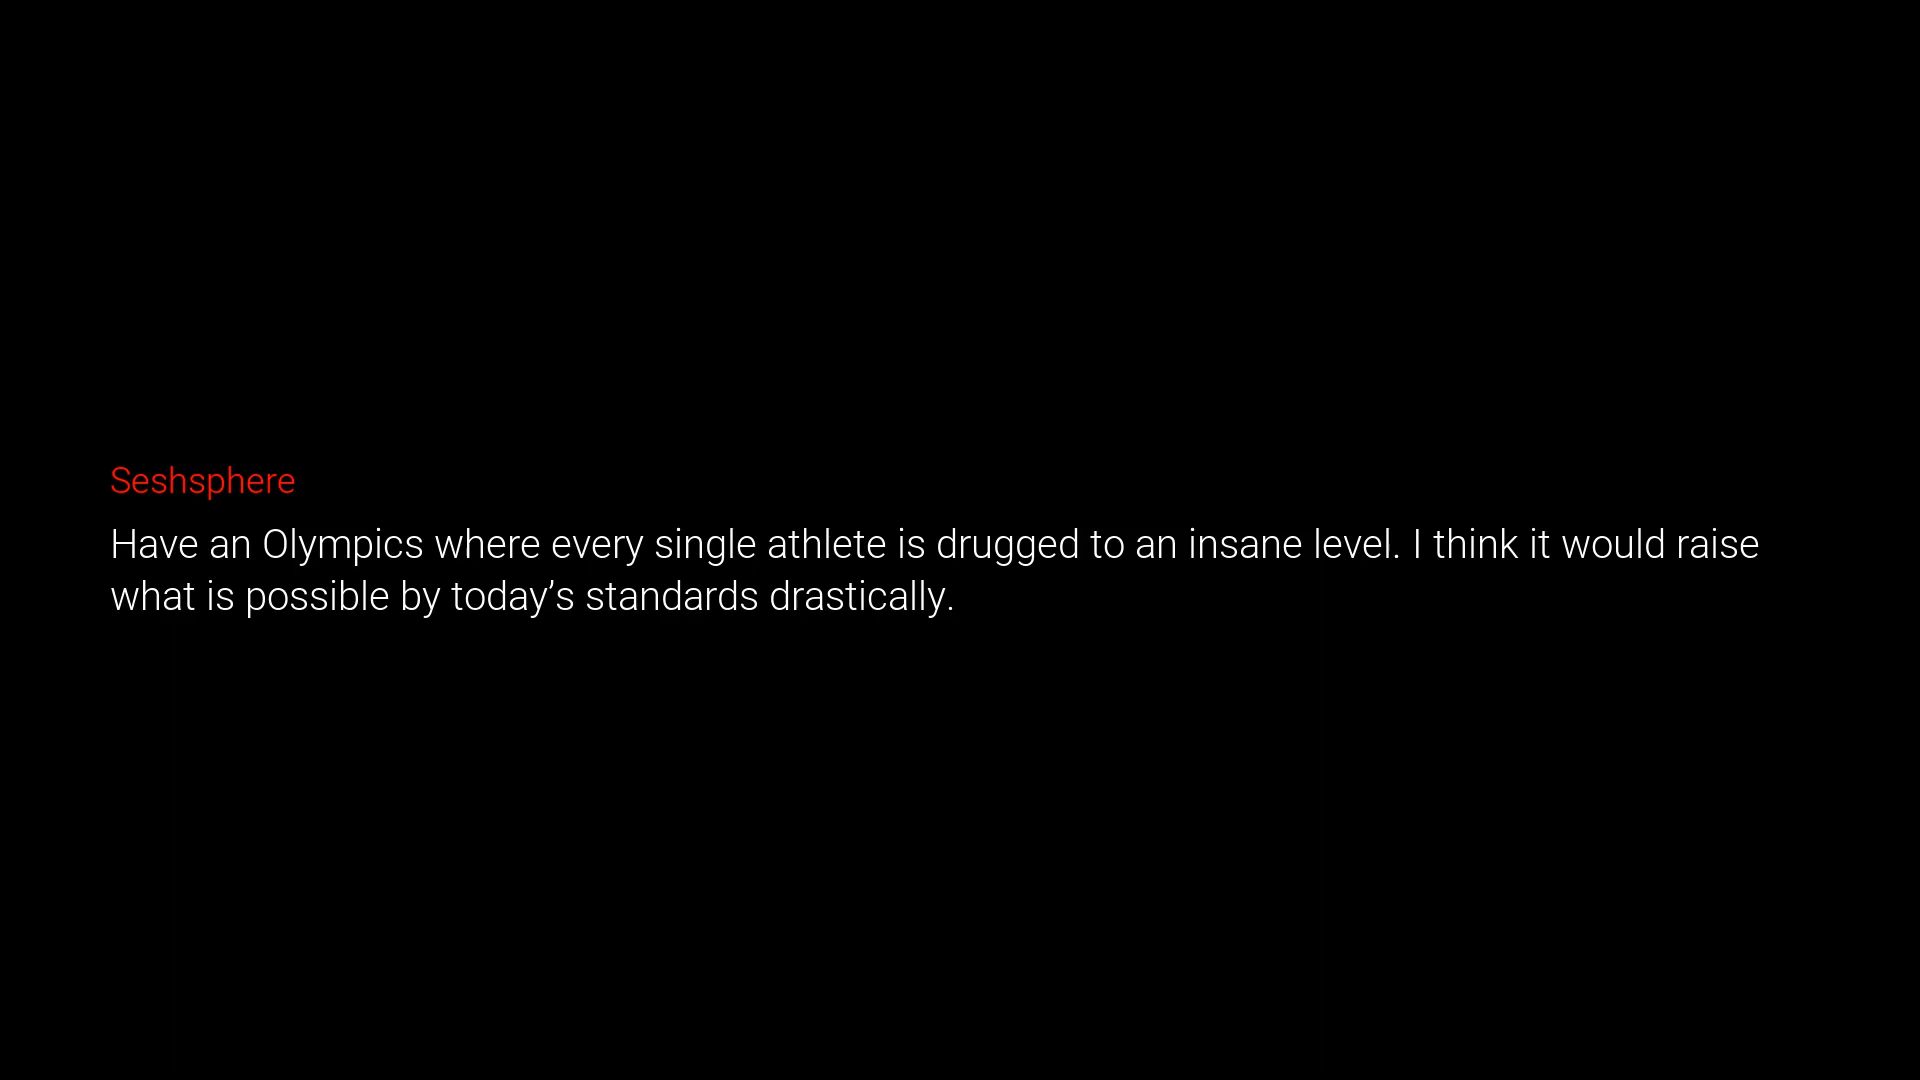 Seshsphere
Have an Olympics where every single athlete is drugged to an insane level. I think it would raise
what is possible by today’s standards drastically.